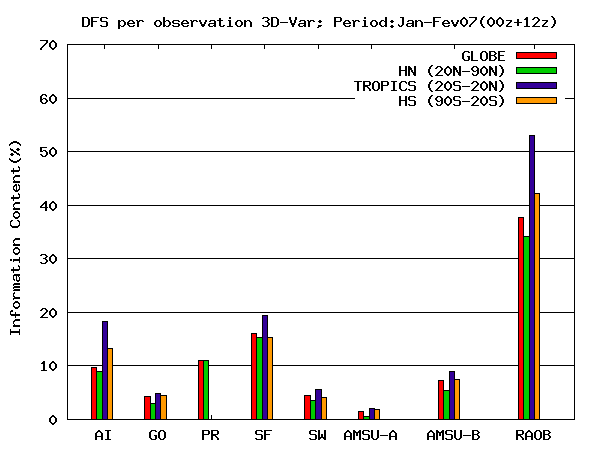 DFS per observation 3D-Var; Period:Jan-Fev07(00z+12z)
Information Content(%)
70
60
50
40
30
20
10
0
GLOBE
HN (20N-90N)
TROPICS (20S-20N)
HS (90S-20S)
AI GO PR SF SW AMSU-A AMSU-B RAOB